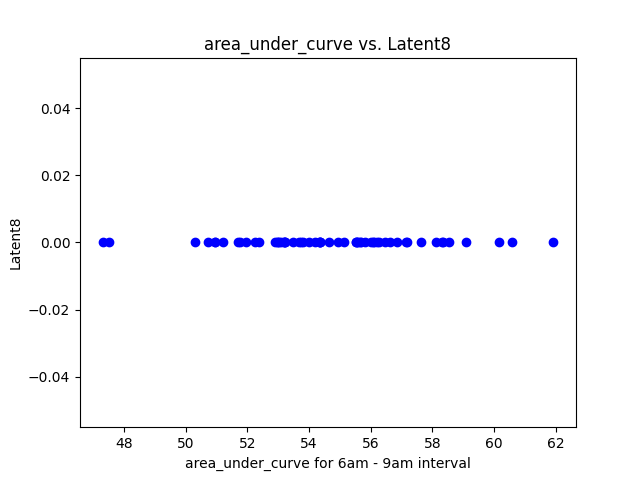 area_under_curve vs. Latent8
0.04
0.02
0.00
−0.02
−0.04
Latent8
48 50 52 54 56 58 60 62
area_under_curve for 6am - 9am interval